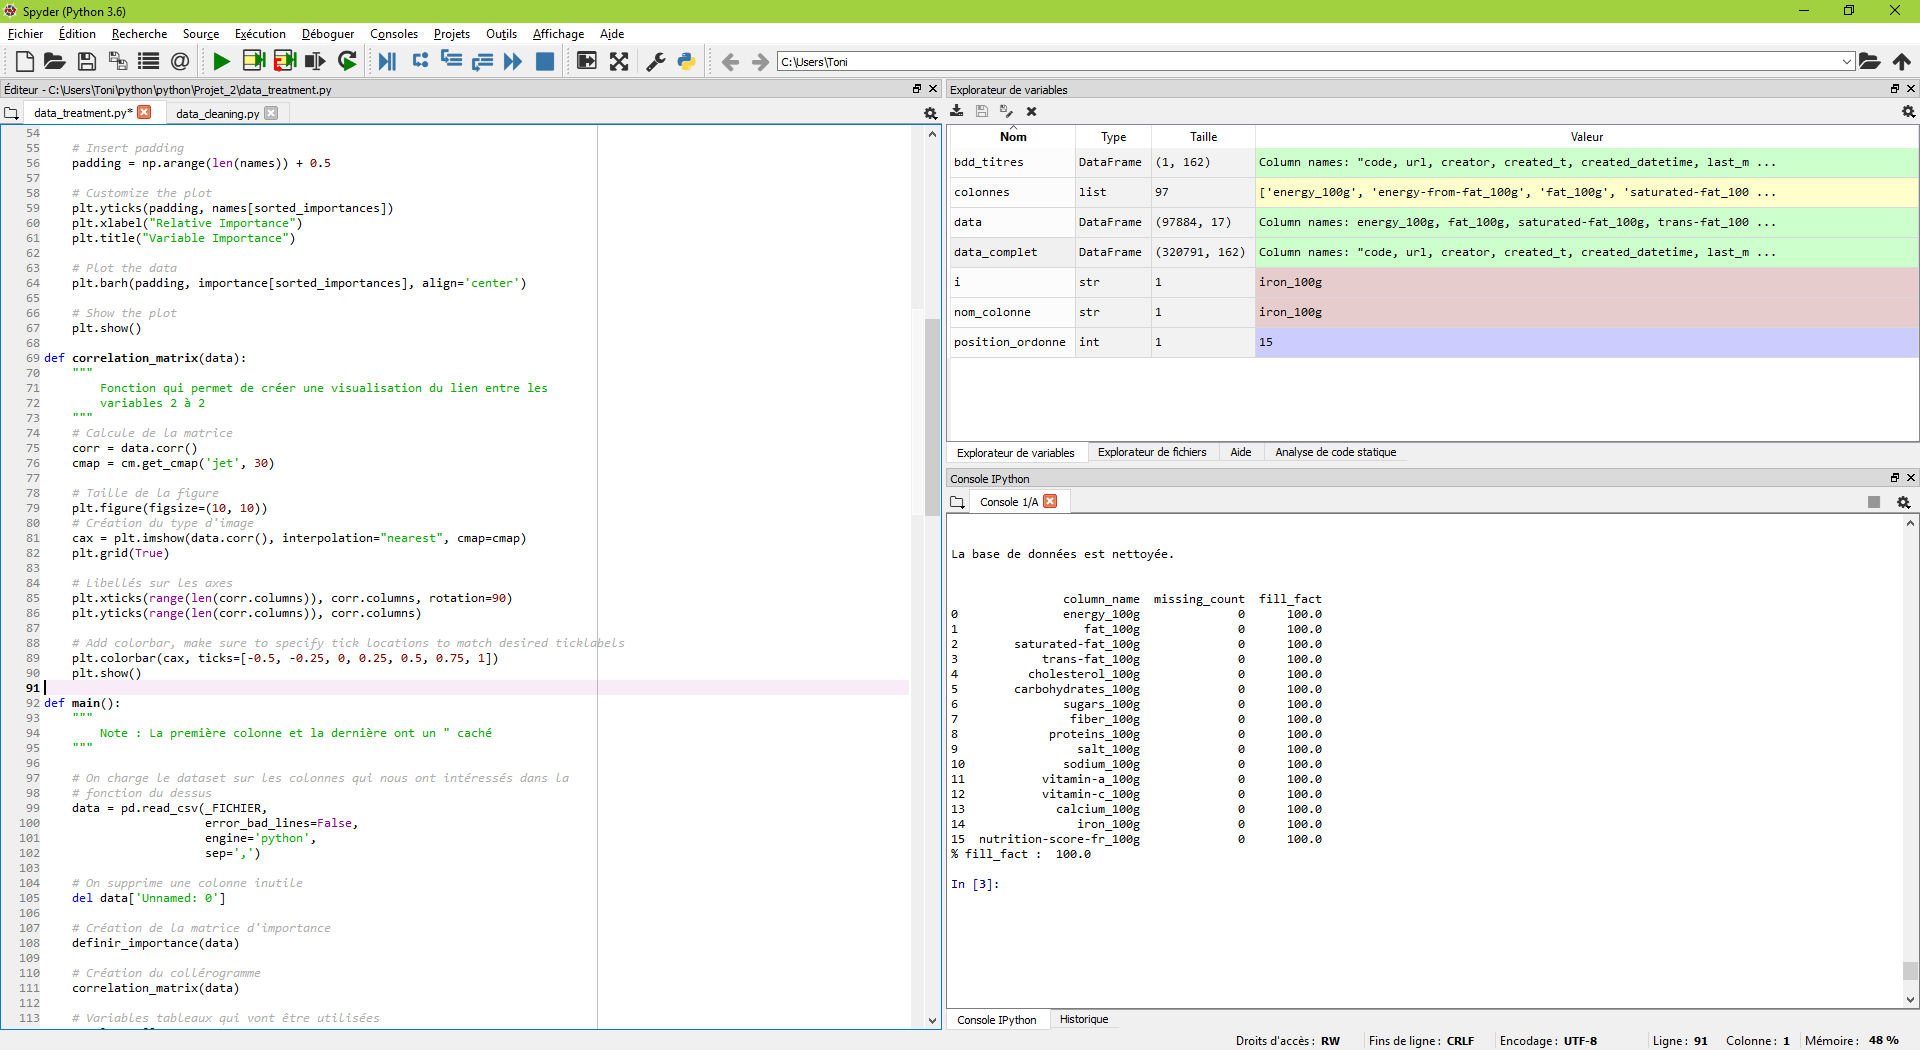 Spyder (Python 3.6)
Fichier Édition Recherche Source Exécution Déboguer Consoles Projets Outils Affichage Aide
C:\Users\Toni
Éditeur - C:\Users\Toni\python\python\Projet_2\data_treatment.py
data_treatment.py* data_cleaning.py
54
55     # Insert padding
56     padding = np.arange(len(names)) + 0.5
57
58     # Customize the plot
59     plt.yticks(padding, names[sorted_importances])
60     plt.xlabel("Relative Importance")
61     plt.title("Variable Importance")
62
63     # Plot the data
64     plt.barh(padding, importance[sorted_importances], align='center')
65
66     # Show the plot
67     plt.show()
68
69 def correlation_matrix(data):
70     """
71         Fonction qui permet de créer une visualisation du lien entre les
72         variables 2 à 2
73     """
74     # Calcule de la matrice
75     corr = data.corr()
76     cmap = cm.get_cmap('jet', 30)
77
78     # Taille de la figure
79     plt.figure(figsize=(10, 10))
80     # Création du type d'image
81     cax = plt.imshow(data.corr(), interpolation="nearest", cmap=cmap)
82     plt.grid(True)
83
84     # Libellés sur les axes
85     plt.xticks(range(len(corr.columns)), corr.columns, rotation=90)
86     plt.yticks(range(len(corr.columns)), corr.columns)
87
88     # Add colorbar, make sure to specify tick locations to match desired ticklabels
89     plt.colorbar(cax, ticks=[-0.5, -0.25, 0, 0.25, 0.5, 0.75, 1])
90     plt.show()
91
92 def main():
93     """
94         Note : La première colonne et la dernière ont un " caché
95     """
96
97     # On charge le dataset sur les colonnes qui nous ont intéressés dans la
98     # fonction du dessus
99     data = pd.read_csv(_FICHIER,
100                        error_bad_lines=False,
101                        engine='python',
102                        sep=',')
103
104     # On supprime une colonne inutile
105     del data['Unnamed: 0']
106
107     # Création de la matrice d'importance
108     definir_importance(data)
109
110     # Création du collérogramme
111     correlation_matrix(data)
112
113     # Variables tableaux qui vont être utilisées
Explorateur de variables
Nom Type Taille Valeur
bdd_titres DataFrame (1, 162) Column names: "code, url, creator, created_t, created_datetime, last_m ...
colonnes list 97 ['energy_100g', 'energy-from-fat_100g', 'fat_100g', 'saturated-fat_100 ...
data DataFrame (97884, 17) Column names: energy_100g, fat_100g, saturated-fat_100g, trans-fat_100 ...
data_complet DataFrame (320791, 162) Column names: "code, url, creator, created_t, created_datetime, last_m ...
i str 1 iron_100g
nom_colonne str 1 iron_100g
position_ordonne int 1 15
Explorateur de variables Explorateur de fichiers Aide Analyse de code statique
Console IPython
Console 1/A
La base de données est nettoyée.
column_name missing_count fill_fact
0 energy_100g 0 100.0
1 fat_100g 0 100.0
2 saturated-fat_100g 0 100.0
3 trans-fat_100g 0 100.0
4 cholesterol_100g 0 100.0
5 carbohydrates_100g 0 100.0
6 sugars_100g 0 100.0
7 fiber_100g 0 100.0
8 proteins_100g 0 100.0
9 salt_100g 0 100.0
10 sodium_100g 0 100.0
11 vitamin-a_100g 0 100.0
12 vitamin-c_100g 0 100.0
13 calcium_100g 0 100.0
14 iron_100g 0 100.0
15 nutrition-score-fr_100g 0 100.0
% fill_fact : 100.0
In [3]:
Console IPython Historique
Droits d'accès : RW Fins de ligne : CRLF Encodage : UTF-8 Ligne : 91 Colonne : 1 Mémoire : 48 %